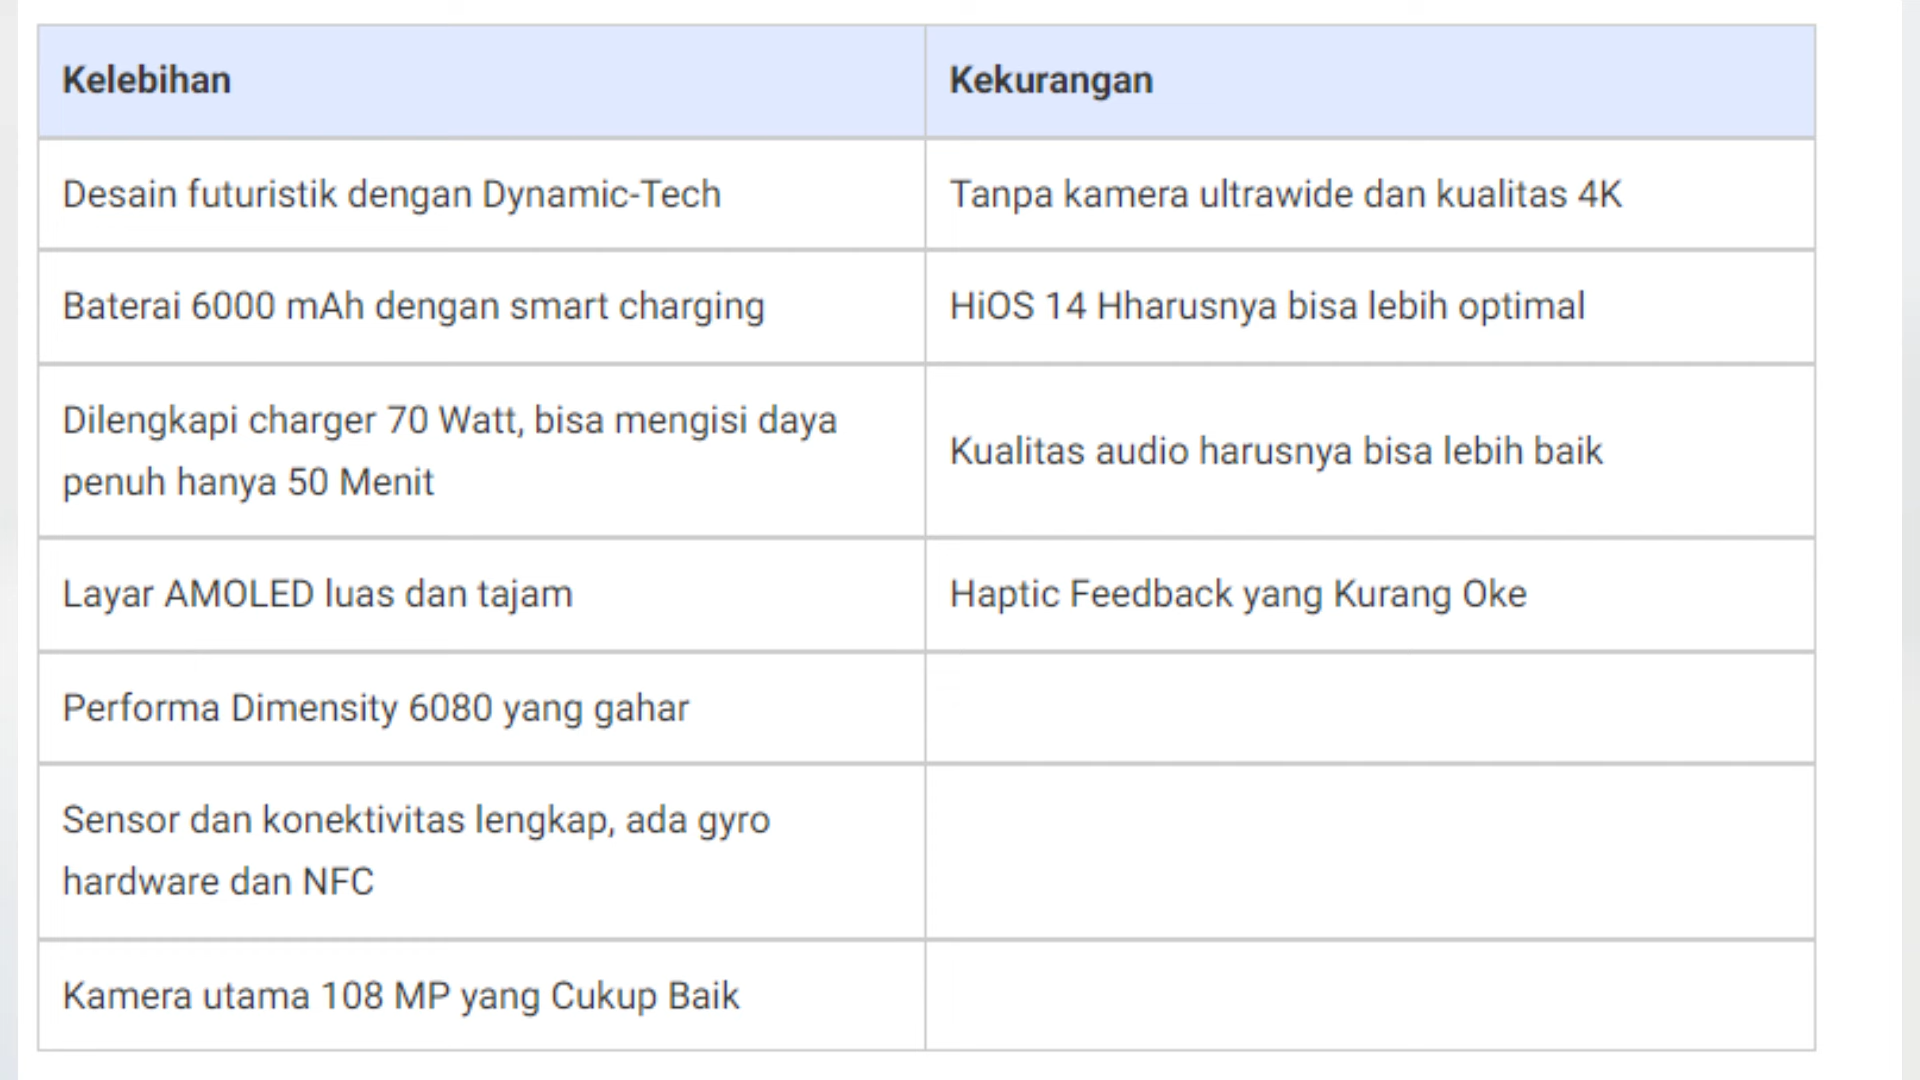 Kelebihan
Kekurangan
Desain futuristik dengan Dynamic-Tech
Tanpa kamera ultrawide dan kualitas 4K
Baterai 6000 mAh dengan smart charging
HiOS 14 Hharusnya bisa lebih optimal
Dilengkapi charger 70 Watt, bisa mengisi daya
penuh hanya 50 Menit
Kualitas audio harusnya bisa lebih baik
Layar AMOLED luas dan tajam
Haptic Feedback yang Kurang Oke
Performa Dimensity 6080 yang gahar
Sensor dan konektivitas lengkap, ada gyro
hardware dan NFC
Kamera utama 108 MP yang Cukup Baik